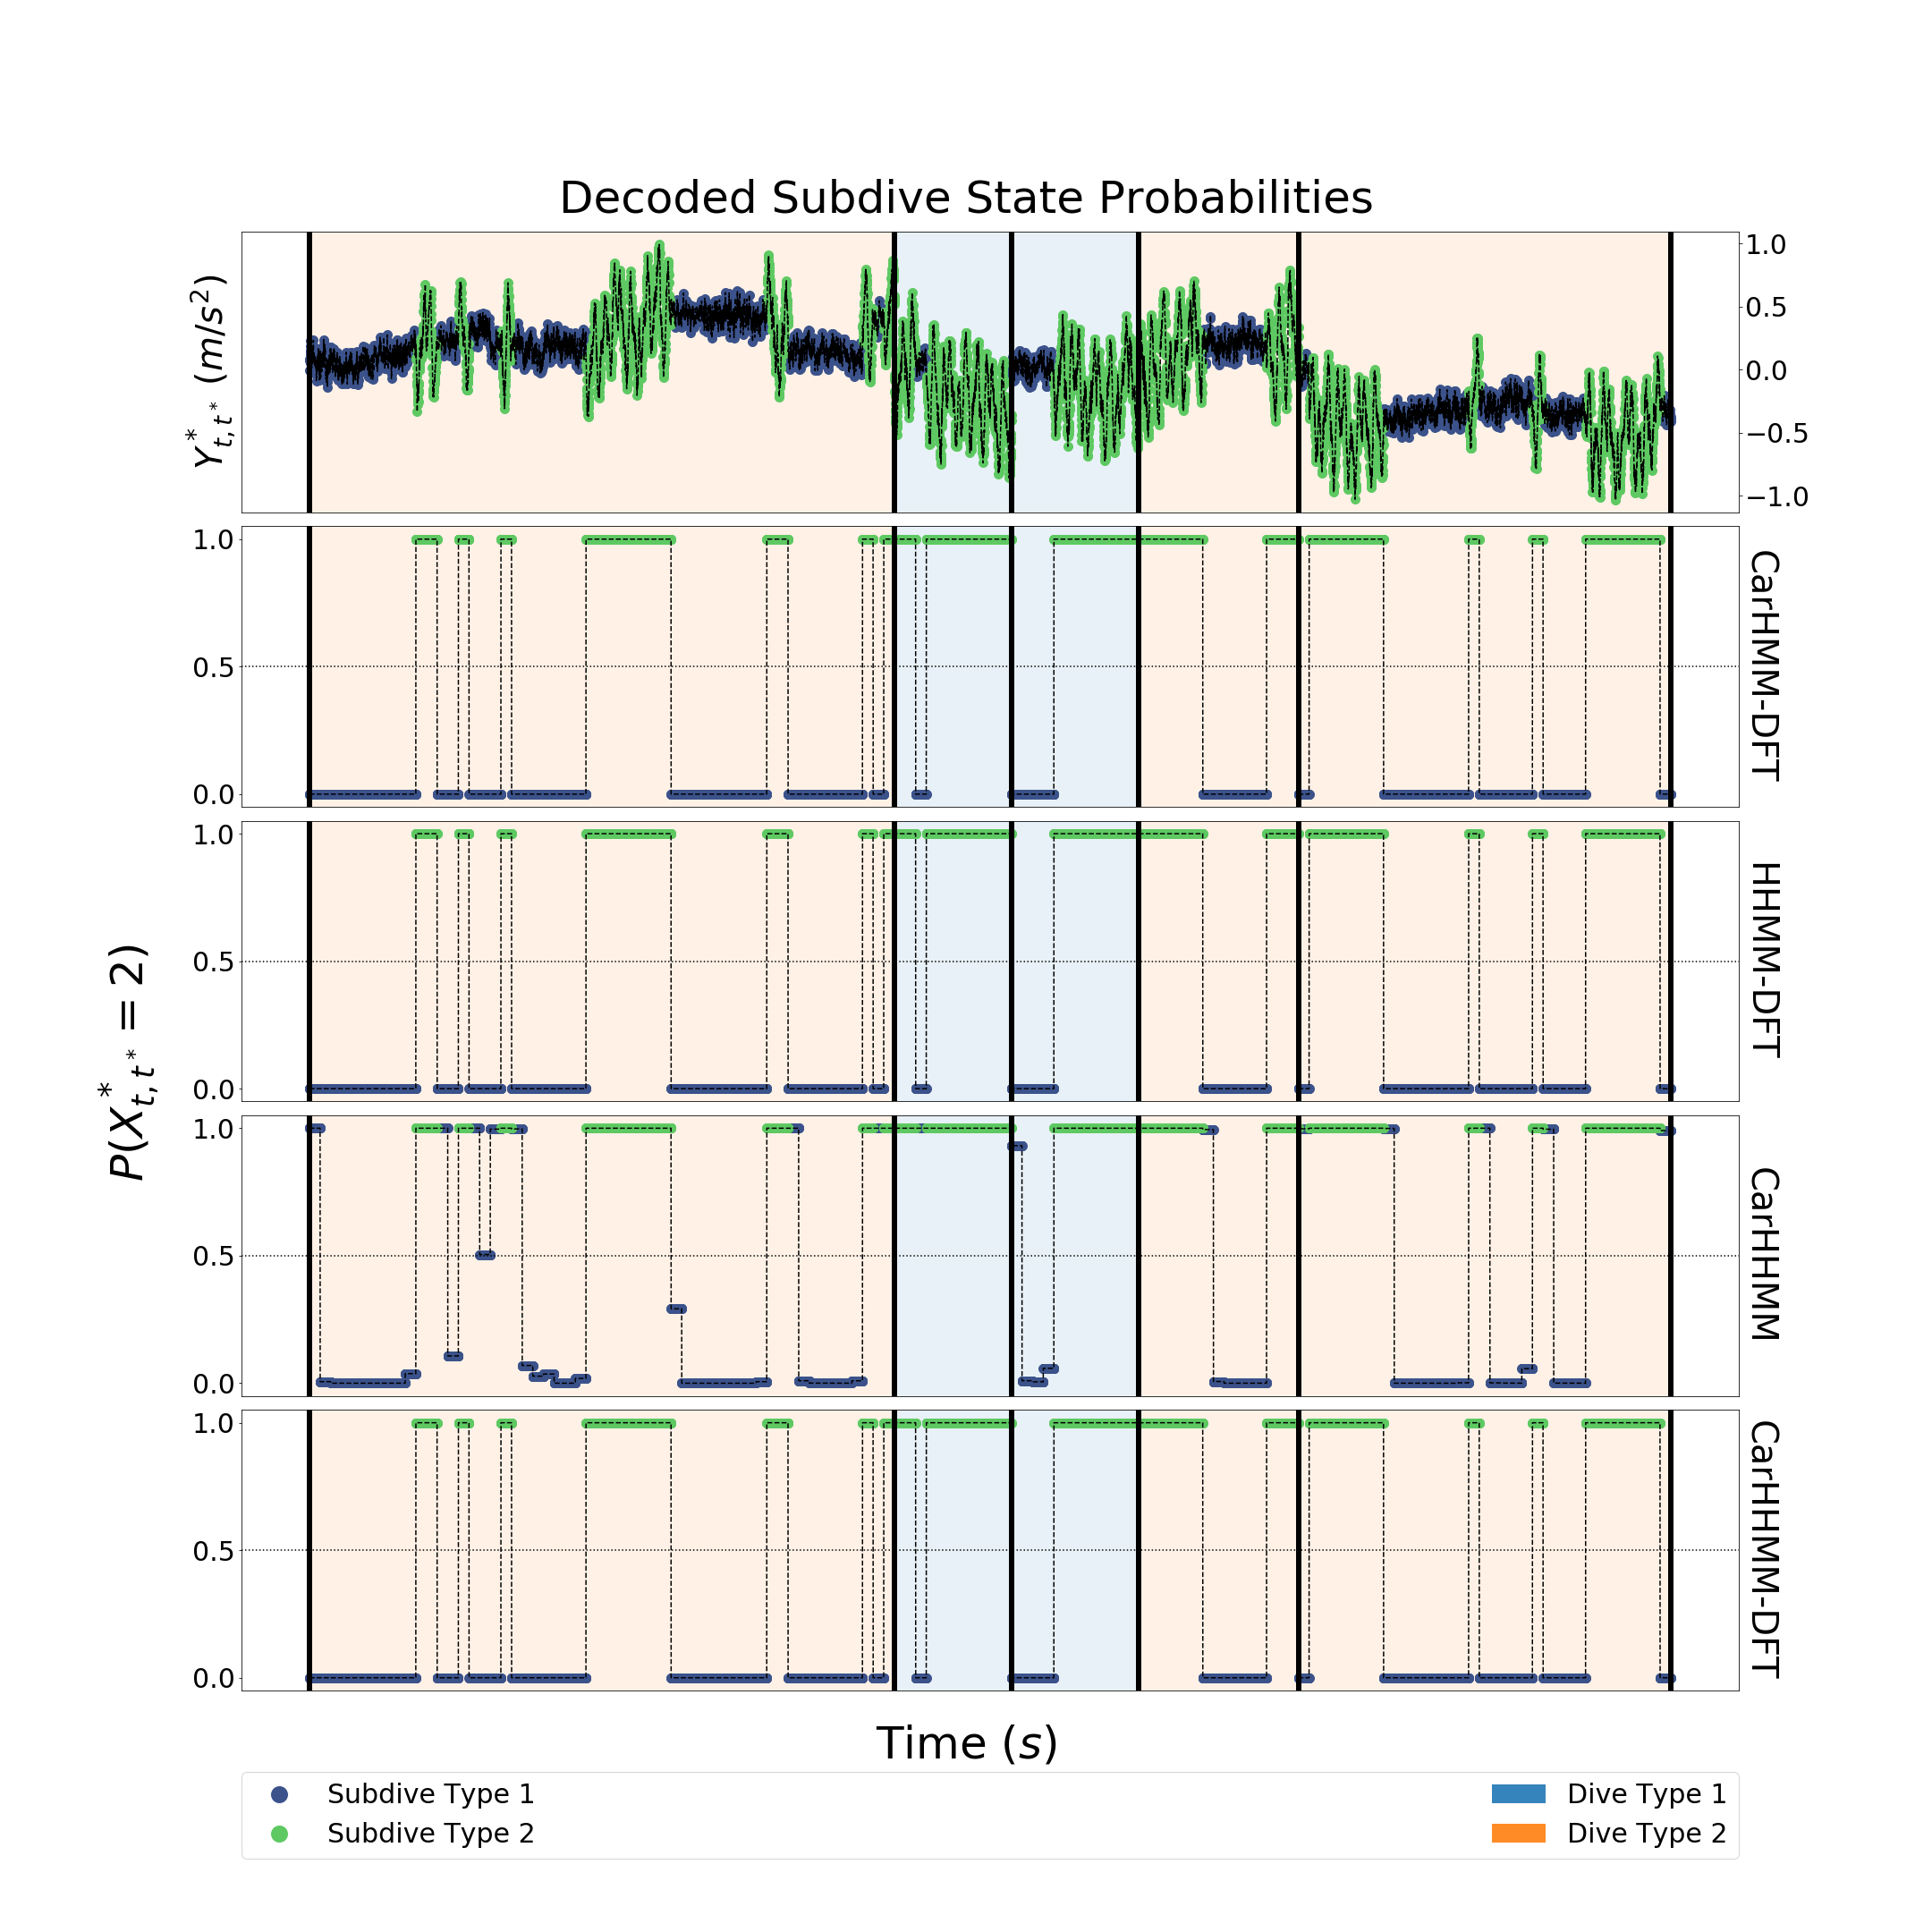 Decoded Subdive State Probabilities
Y*t,t* (m/s²)
1.0
0.5
0.0
−0.5
−1.0
P(X*t,t* = 2)
1.0
0.5
0.0
CarHMM-DFT
1.0
0.5
0.0
HHMM-DFT
1.0
0.5
0.0
CarHHMM
1.0
0.5
0.0
CarHHMM-DFT
Time (s)
Subdive Type 1
Subdive Type 2
Dive Type 1
Dive Type 2